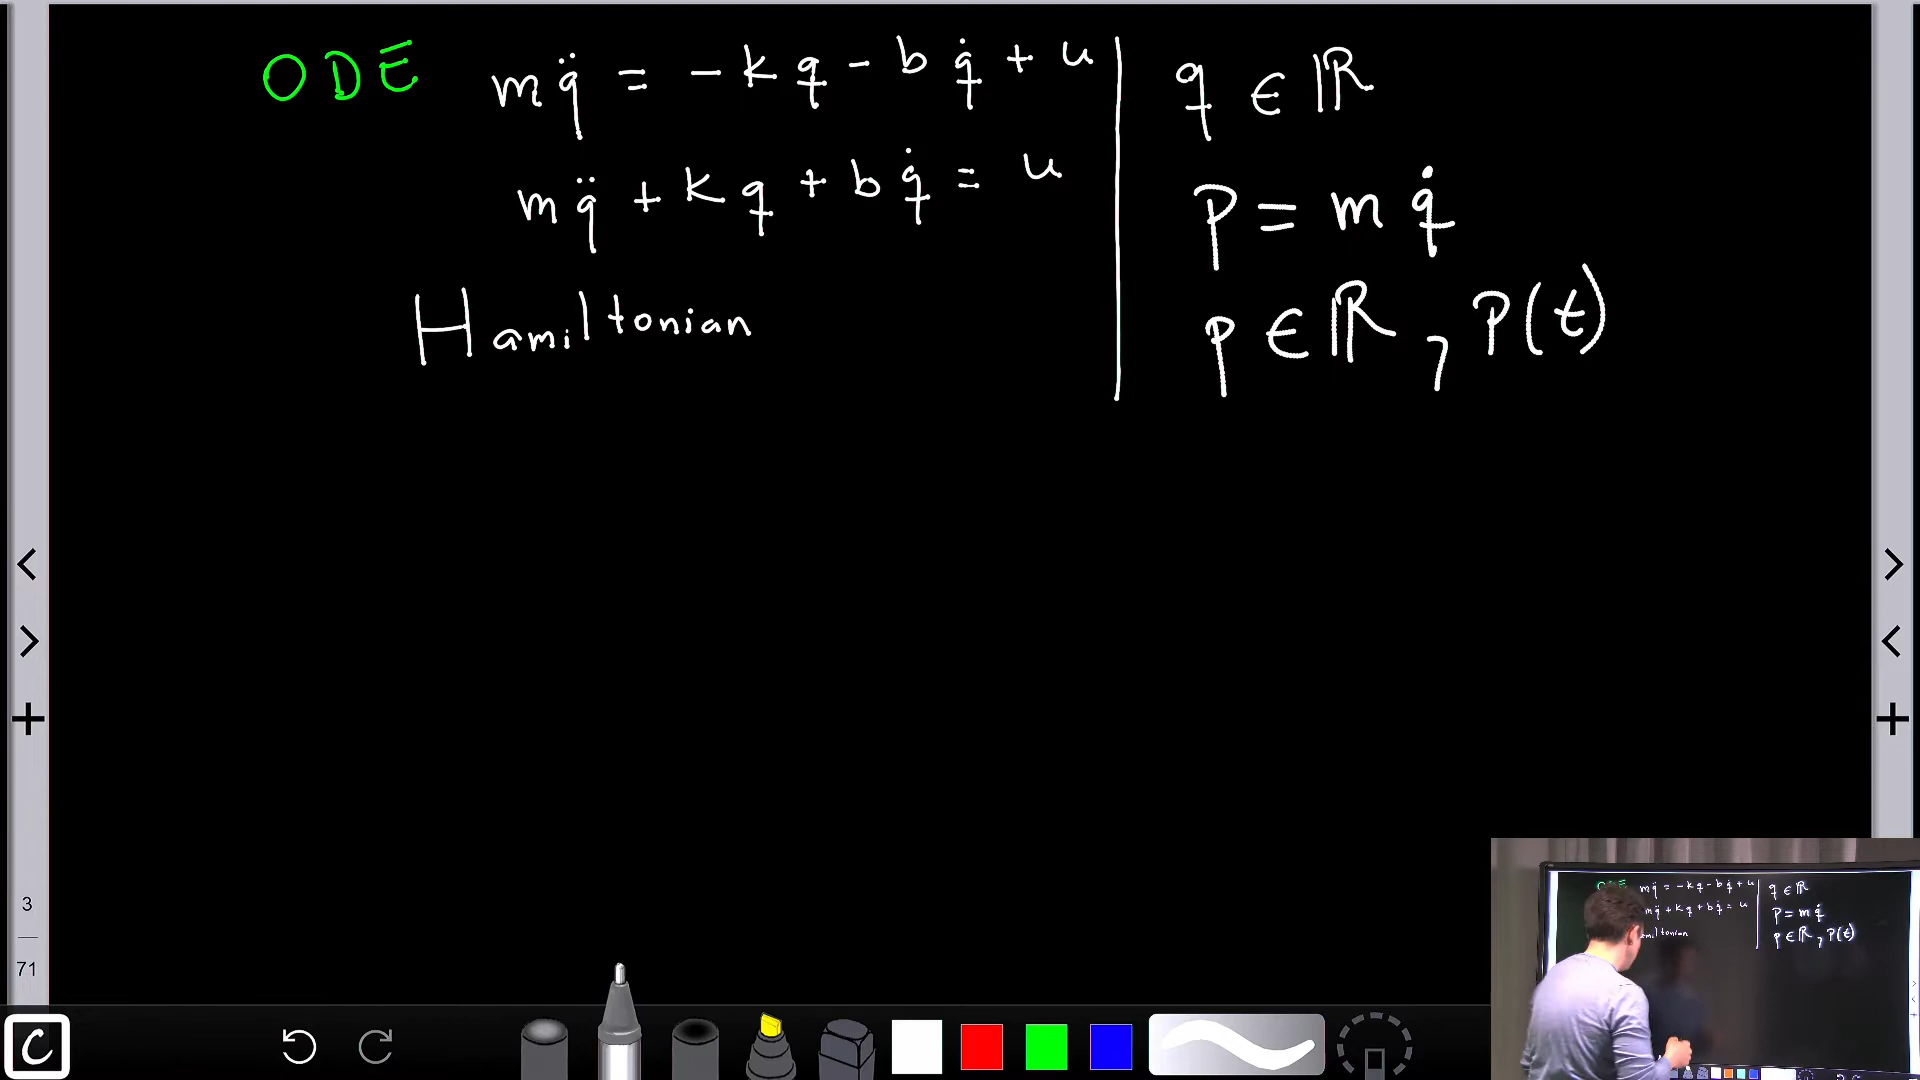 ODE mq̈ = -kq - bq̇ + u
mq̈ + kq + bq̇ = u
Hamiltonian
q ∈ ℝ
p = mq̇
p ∈ ℝ, p(t)
3
71